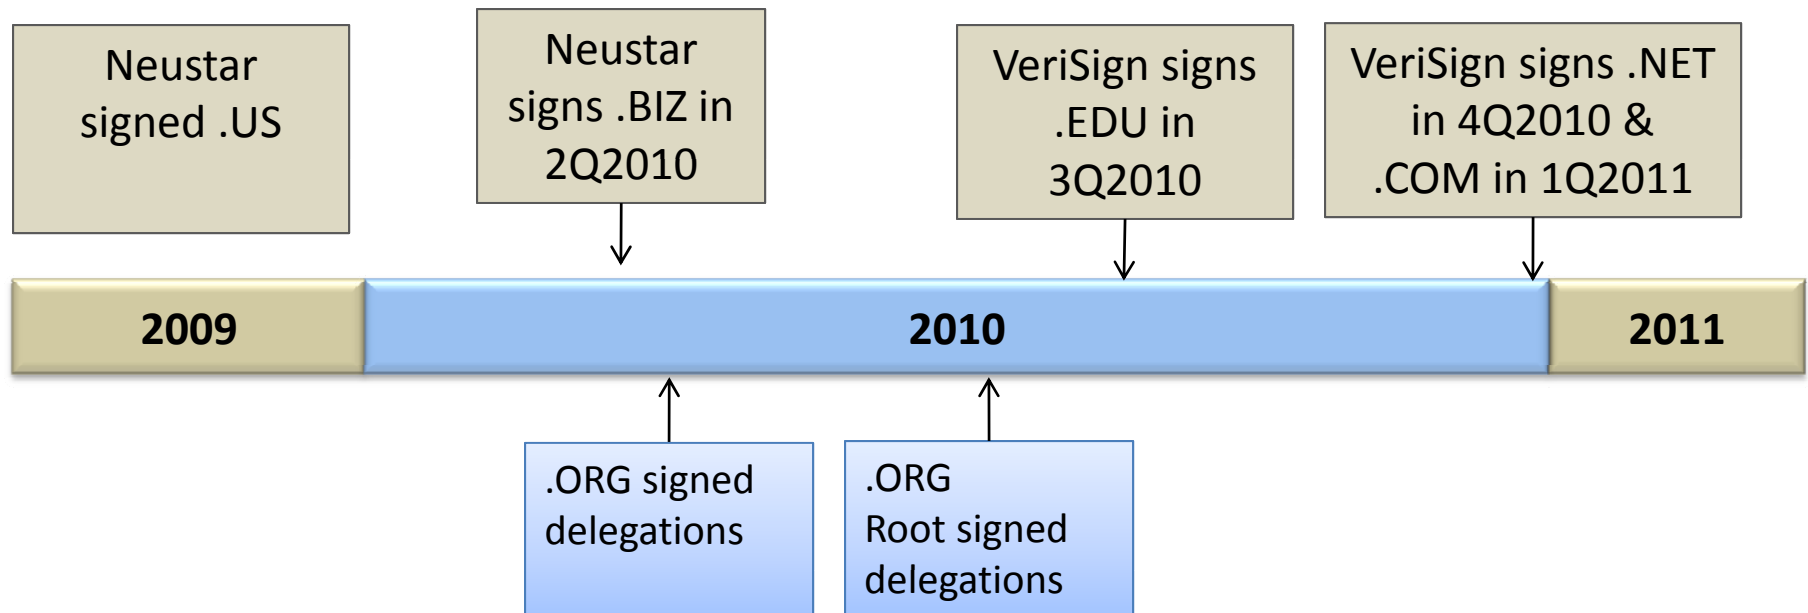 Neustar
signed .US
Neustar
signs .BIZ in
2Q2010
VeriSign signs
.EDU in
3Q2010
VeriSign signs .NET
in 4Q2010 &
.COM in 1Q2011
2009
2010
2011
.ORG signed
delegations
.ORG
Root signed
delegations